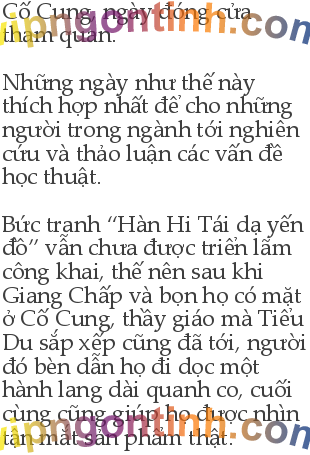 Cố Cung, ngày đóng cửa
tham quan.
Những ngày như thế này
thích hợp nhất để cho những
người trong ngành tới nghiên
cứu và thảo luận các vấn đề
học thuật.
Bức tranh “Hàn Hi Tái dạ yến
đồ” vẫn chưa được triển lãm
công khai, thế nên sau khi
Giang Chấp và bọn họ có mặt
ở Cố Cung, thầy giáo mà Tiểu
Du sắp xếp cũng đã tới, người
đó bèn dẫn họ đi dọc một
hành lang dài quanh co, cuối
cùng cũng giúp họ được nhìn
tận mắt sản phẩm thật.
vipngontinh.com
vipngontinh.com